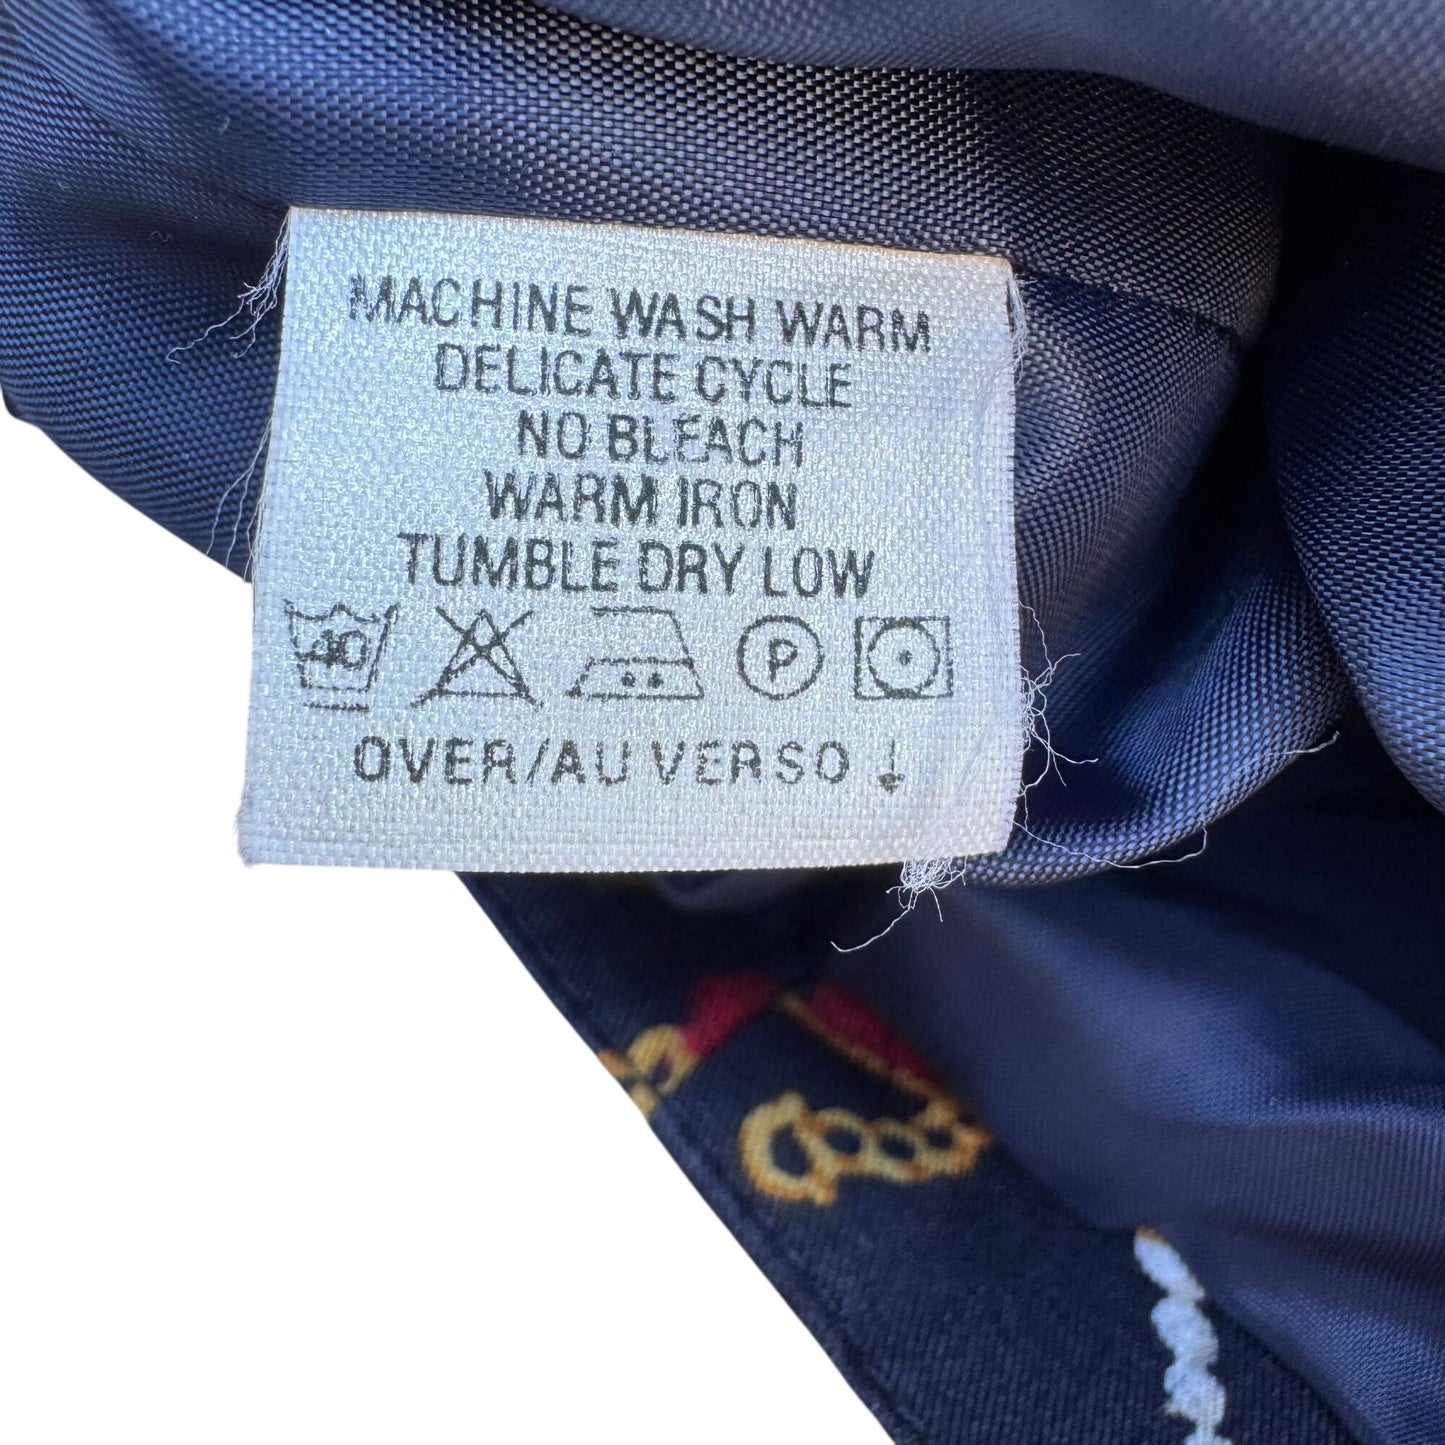 MACHINE WASH WARM
DELICATE CYCLE
NO BLEACH
WARM IRON
TUMBLE DRY LOW
40 P
OVER/AU VERSO ↓